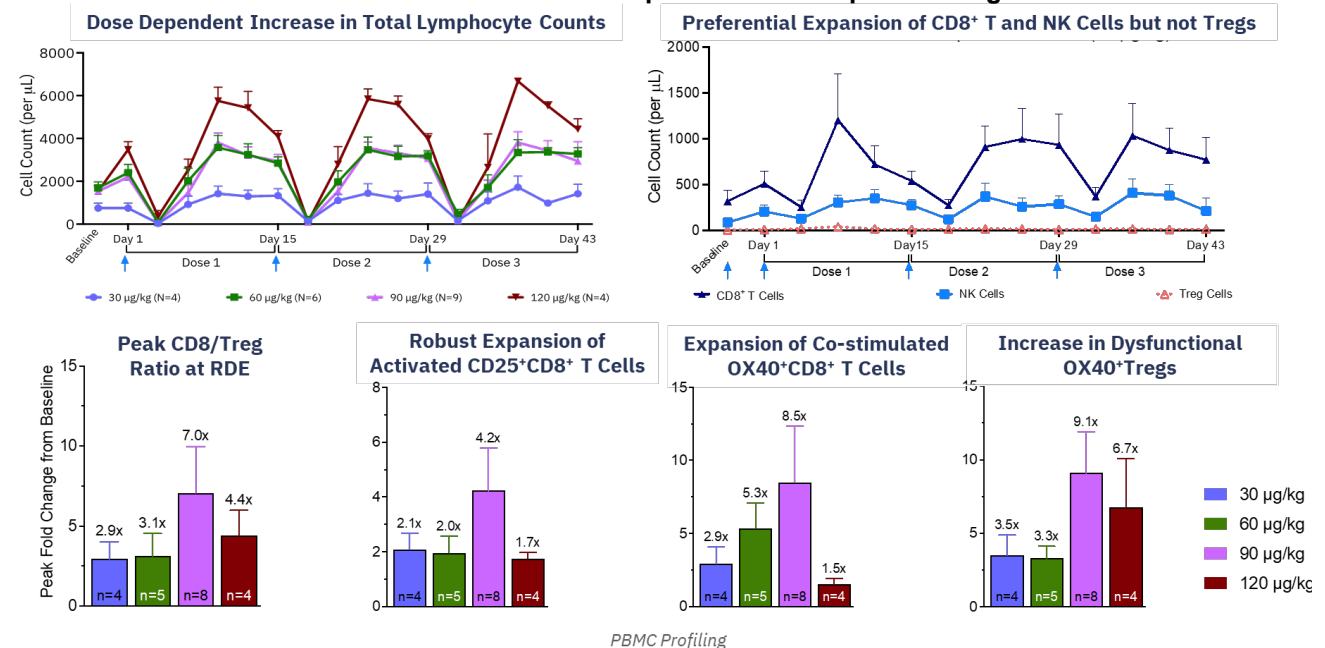 Dose Dependent Increase in Total Lymphocyte Counts
Preferential Expansion of CD8⁺ T and NK Cells but not Tregs
Cell Count (per µL)
8000
6000
4000
2000
0
Baseline
Day 1
Day 15
Day 29
Day 43
Dose 1
Dose 2
Dose 3
30 µg/kg (N=4)
60 µg/kg (N=6)
90 µg/kg (N=9)
120 µg/kg (N=4)
Cell Count (per µL)
2000
1500
1000
500
0
Baseline
Day 1
Day15
Day 29
Day 43
Dose 1
Dose 2
Dose 3
CD8⁺ T Cells
NK Cells
Treg Cells
Peak CD8/Treg
Ratio at RDE
Peak Fold Change from Baseline
15
10
5
0
2.9x
3.1x
7.0x
4.4x
n=4
n=5
n=8
n=4
Robust Expansion of
Activated CD25⁺CD8⁺ T Cells
8
6
4
2
0
2.1x
2.0x
4.2x
1.7x
n=4
n=5
n=8
n=4
Expansion of Co-stimulated
OX40⁺CD8⁺ T Cells
15
10
5
0
2.9x
5.3x
8.5x
1.5x
n=4
n=5
n=8
n=4
Increase in Dysfunctional
OX40⁺Tregs
15
10
5
0
3.5x
3.3x
9.1x
6.7x
n=4
n=5
n=8
n=4
30 µg/kg
60 µg/kg
90 µg/kg
120 µg/kg
PBMC Profiling